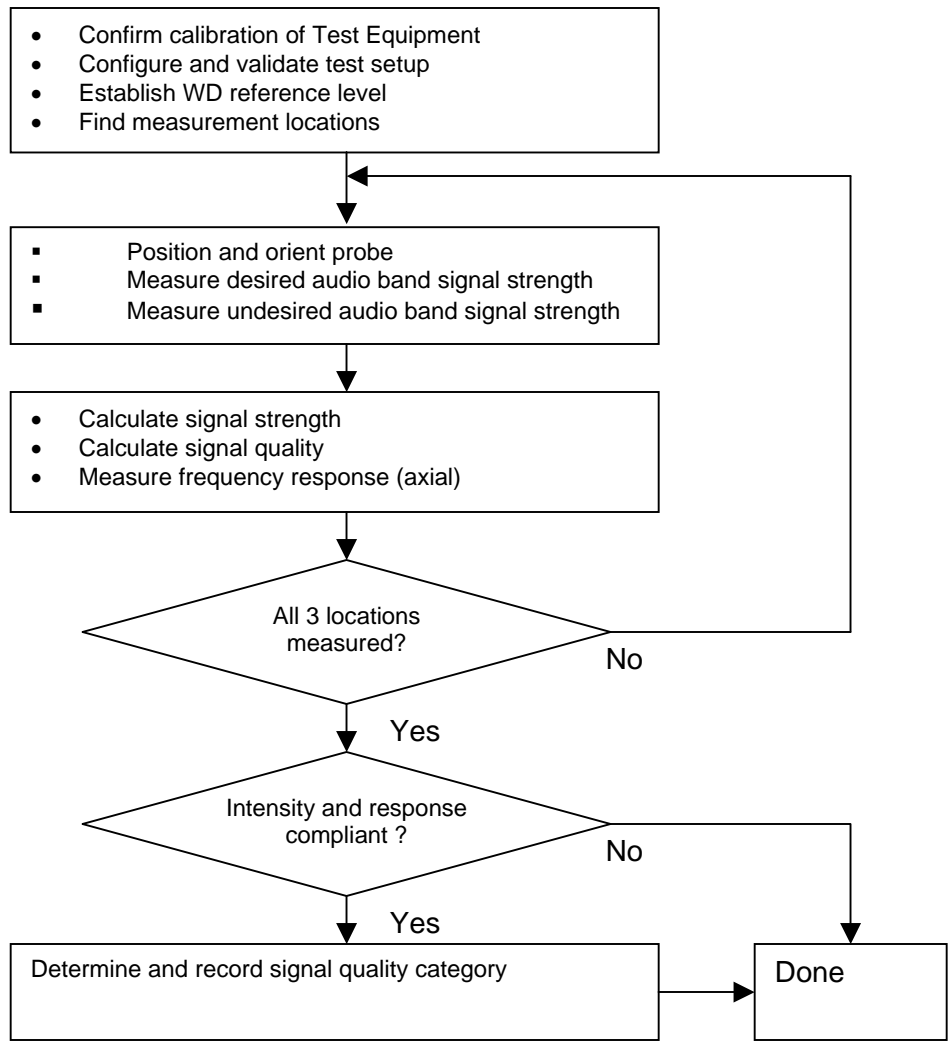 • Confirm calibration of Test Equipment
• Configure and validate test setup
• Establish WD reference level
• Find measurement locations
▪ Position and orient probe
▪ Measure desired audio band signal strength
▪ Measure undesired audio band signal strength
• Calculate signal strength
• Calculate signal quality
• Measure frequency response (axial)
All 3 locations
measured?
No
Yes
Intensity and response
compliant ?
No
Yes
Determine and record signal quality category
Done